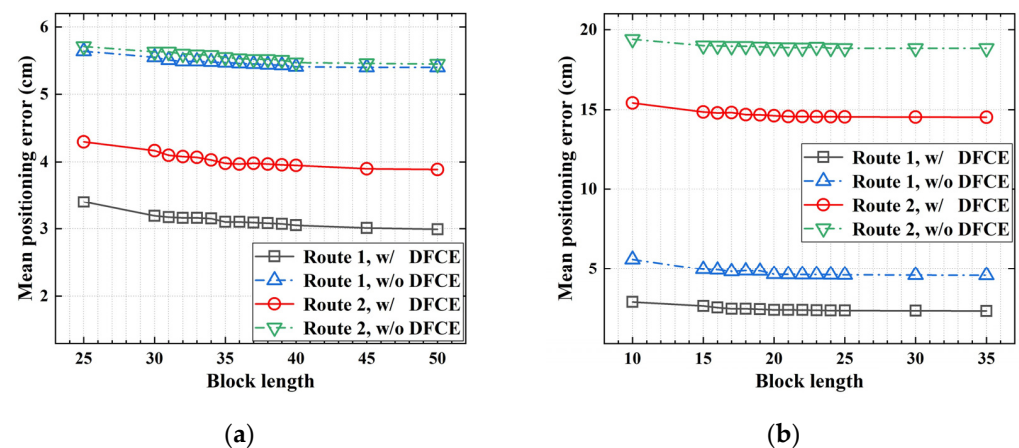 6
5
4
3
2
Mean positioning error (cm)
25 30 35 40 45 50
Block length
Route 1, w/ DFCE
Route 1, w/o DFCE
Route 2, w/ DFCE
Route 2, w/o DFCE
(a)
20
15
10
5
Mean positioning error (cm)
10 15 20 25 30 35
Block length
Route 1, w/ DFCE
Route 1, w/o DFCE
Route 2, w/ DFCE
Route 2, w/o DFCE
(b)